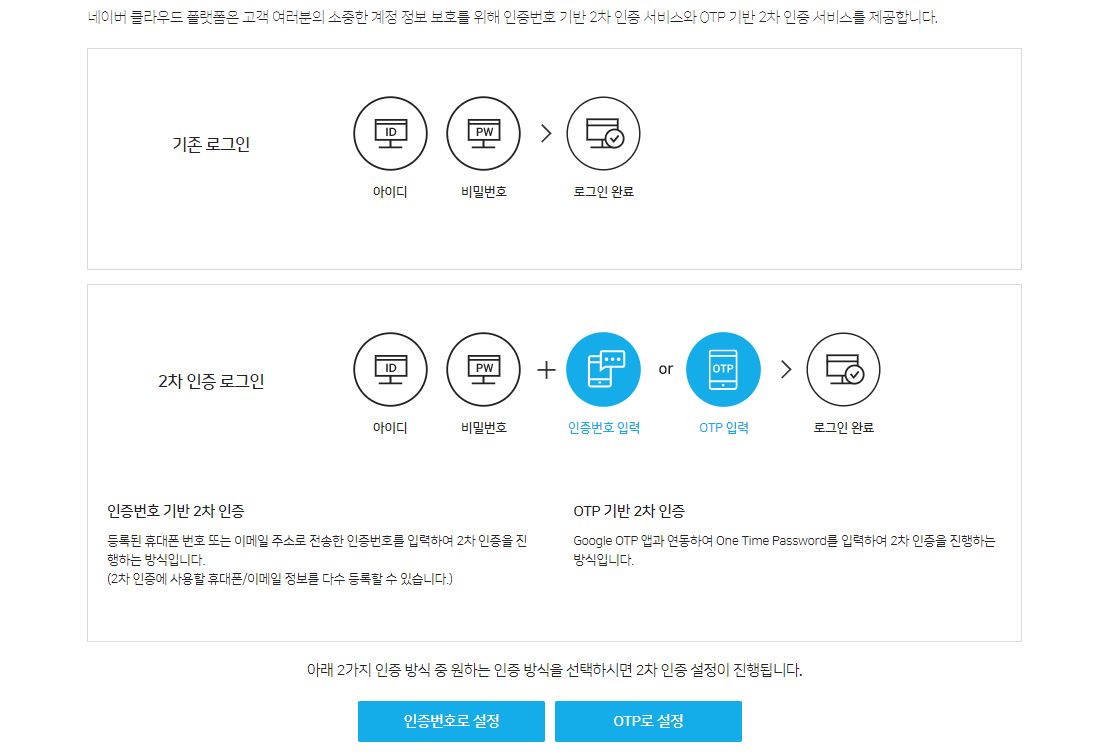 네이버 클라우드 플랫폼은 고객 여러분의 소중한 계정 정보 보호를 위해 인증번호 기반 2차 인증 서비스와 OTP 기반 2차 인증 서비스를 제공합니다.
기존 로그인
ID
PW
아이디
비밀번호
로그인 완료
2차 인증 로그인
ID
PW
or
OTP
아이디
비밀번호
인증번호 입력
OTP 입력
로그인 완료
인증번호 기반 2차 인증
등록된 휴대폰 번호 또는 이메일 주소로 전송한 인증번호를 입력하여 2차 인증을 진
행하는 방식입니다.
(2차 인증에 사용할 휴대폰/이메일 정보를 다수 등록할 수 있습니다.)
OTP 기반 2차 인증
Google OTP 앱과 연동하여 One Time Password를 입력하여 2차 인증을 진행하는
방식입니다.
아래 2가지 인증 방식 중 원하는 인증 방식을 선택하시면 2차 인증 설정이 진행됩니다.
인증번호로 설정
OTP로 설정